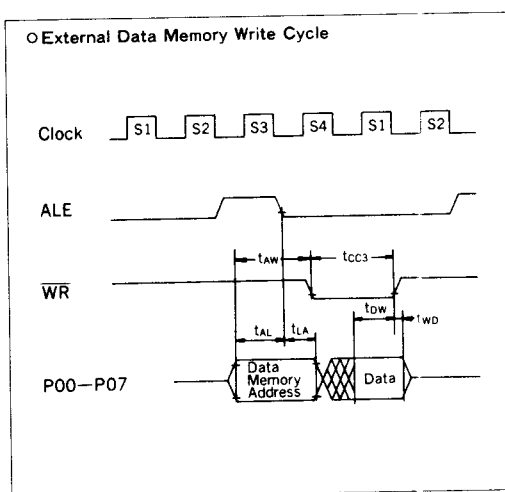 ○ External Data Memory Write Cycle
Clock S1 S2 S3 S4 S1 S2
ALE
tAW tCC3
WR
tDW tWD
tAL tLA
P00–P07
Data
Memory
Address
Data